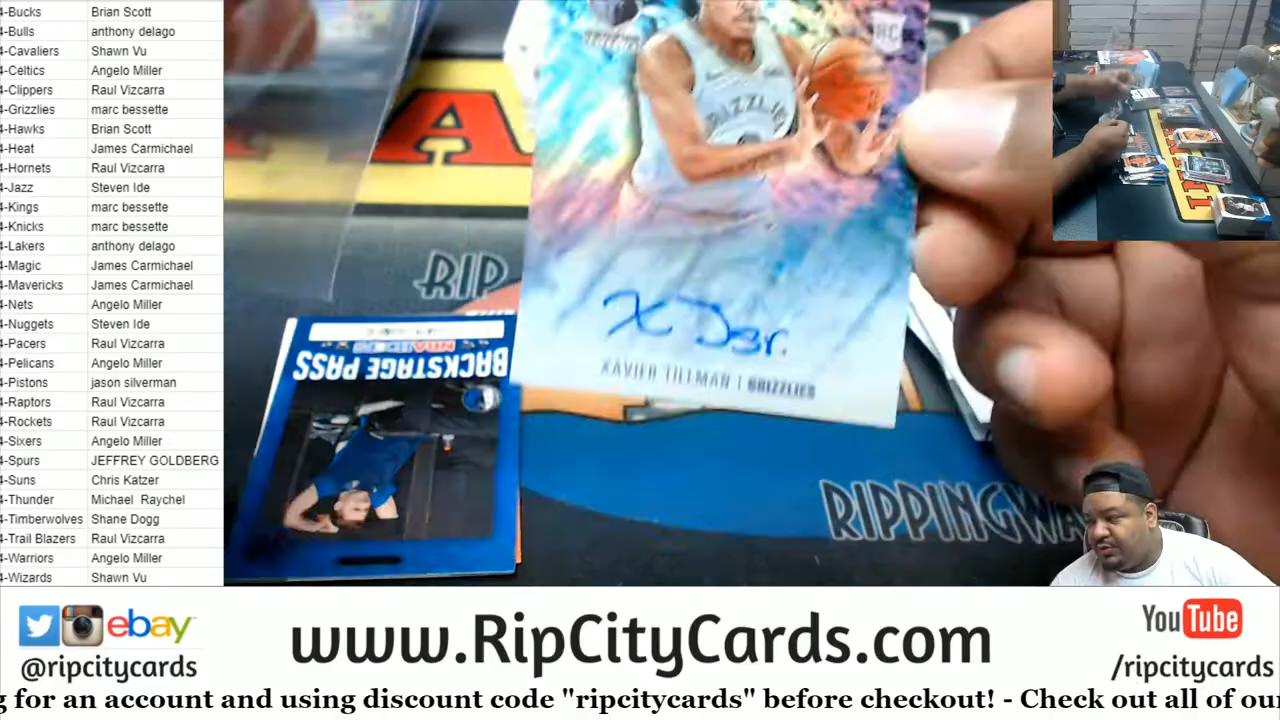 4-Bucks Brian Scott
4-Bulls anthony delago
4-Cavaliers Shawn Vu
4-Celtics Angelo Miller
4-Clippers Raul Vizcarra
4-Grizzlies marc bessette
4-Hawks Brian Scott
4-Heat James Carmichael
4-Hornets Raul Vizcarra
4-Jazz Steven Ide
4-Kings marc bessette
4-Knicks marc bessette
4-Lakers anthony delago
4-Magic James Carmichael
4-Mavericks James Carmichael
4-Nets Angelo Miller
4-Nuggets Steven Ide
4-Pacers Raul Vizcarra
4-Pelicans Angelo Miller
4-Pistons jason silverman
4-Raptors Raul Vizcarra
4-Rockets Raul Vizcarra
4-Sixers Angelo Miller
4-Spurs JEFFREY GOLDBERG
4-Suns Chris Katzer
4-Thunder Michael Raychel
4-Timberwolves Shane Dogg
4-Trail Blazers Raul Vizcarra
4-Warriors Angelo Miller
4-Wizards Shawn Vu
RC
GRIZZLIES
XAVIER TILLMAN | GRIZZLIES
RIP
BACKSTAGE PASS
RIPPINGWA
ebay
@ripcitycards
www.RipCityCards.com
YouTube
/ripcitycards
g for an account and using discount code "ripcitycards" before checkout! - Check out all of ou